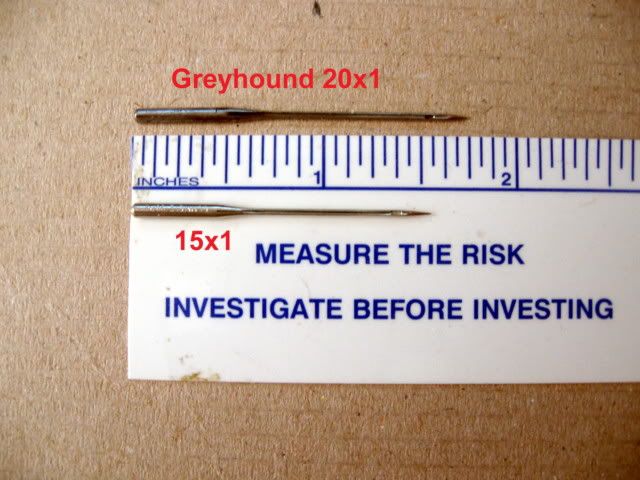 Greyhound 20x1
INCHES 1 2
15x1
MEASURE THE RISK
INVESTIGATE BEFORE INVESTING